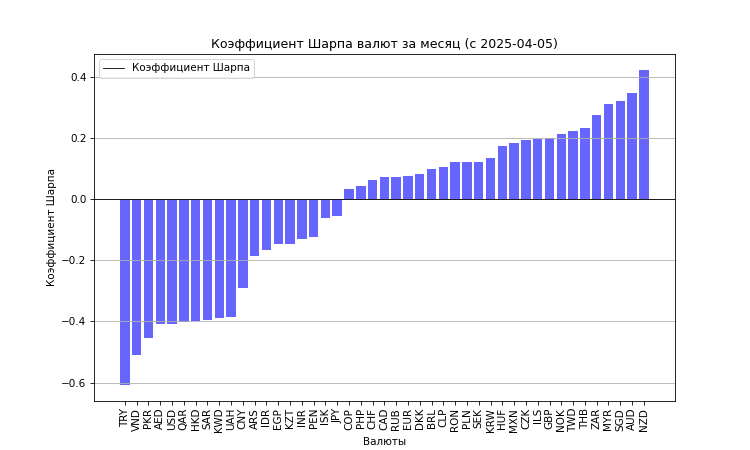 Коэффициент Шарпа валют за месяц (с 2025-04-05)
Коэффициент Шарпа
Коэффициент Шарпа
0.4
0.2
0.0
−0.2
−0.4
−0.6
TRY VND PKR AED USD QAR HKD SAR KWD UAH CNY ARS IDR EGP KZT INR PEN ISK JPY COP PHP CHF CAD RUB EUR DKK BRL CLP RON PLN SEK KRW HUF MXN CZK ILS GBP NOK TWD THB ZAR MYR SGD AUD NZD
Валюты